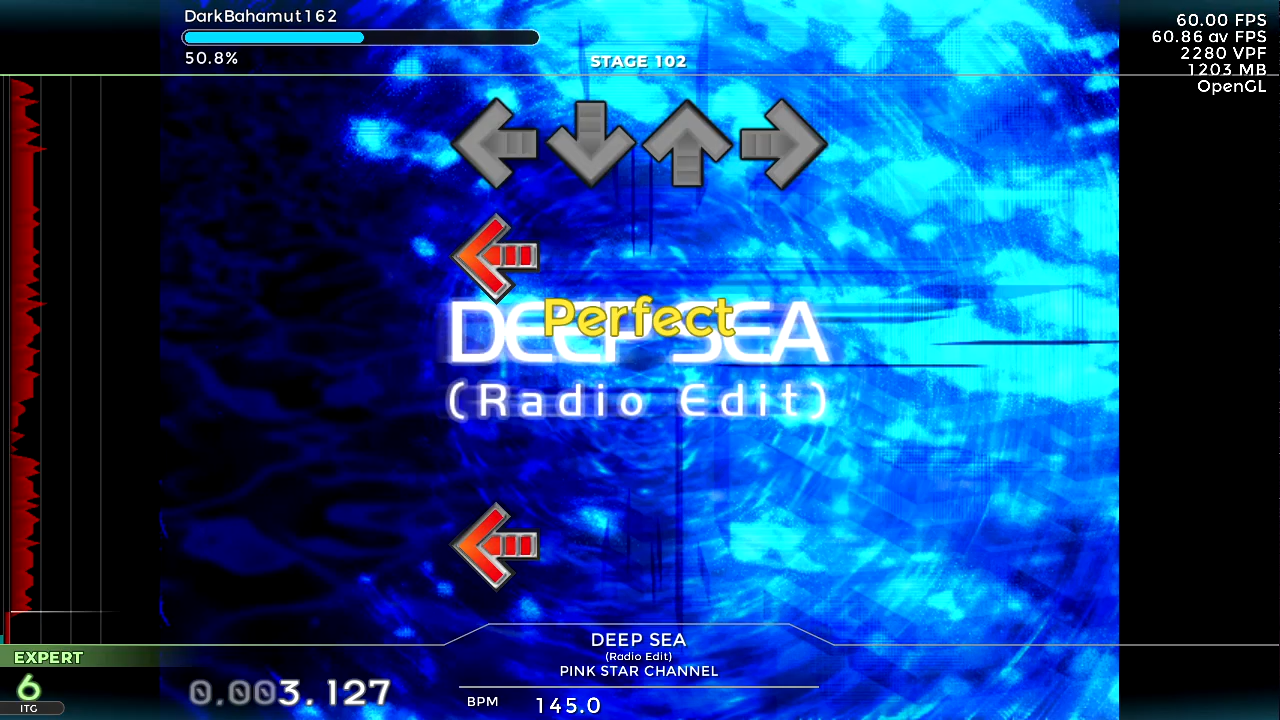 DarkBahamut162
50.8%
STAGE 102
60.00 FPS
60.86 av FPS
2280 VPF
1203 MB
OpenGL
Perfect
DEEP SEA
(Radio Edit)
DEEP SEA
(Radio Edit)
PINK STAR CHANNEL
EXPERT
6
ITG
0,003,127
BPM 145.0